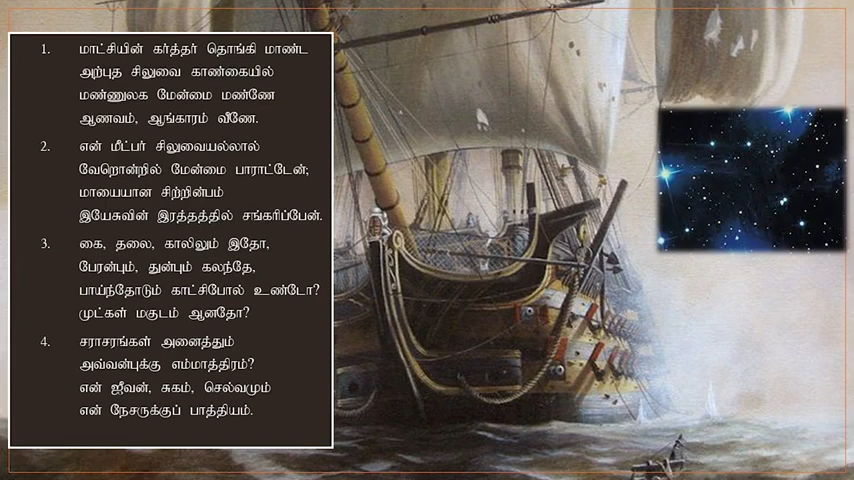 1. மாட்சியின் கர்த்தர் தொங்கி மாண்ட
அற்புத சிலுவை காண்கையில்
மண்ணுலக மேன்மை மண்ணே
ஆணவம், ஆங்காரம் வீணே.
2. என் மீட்பர் சிலுவையல்லால்
வேறொன்றில் மேன்மை பாராட்டேன்;
மாயையான சிற்றின்பம்
இயேசுவின் இரத்தத்தில் சங்கரிப்பேன்.
3. கை, தலை, காலிலும் இதோ,
பேரன்பும், துன்பும் கலந்தே,
பாய்ந்தோடும் காட்சிபோல் உண்டோ?
முட்கள் மகுடம் ஆனதோ?
4. சராசரங்கள் அனைத்தும்
அவ்வன்புக்கு எம்மாத்திரம்?
என் ஜீவன், சுகம், செல்வமும்
என் நேசருக்குப் பாத்தியம்.